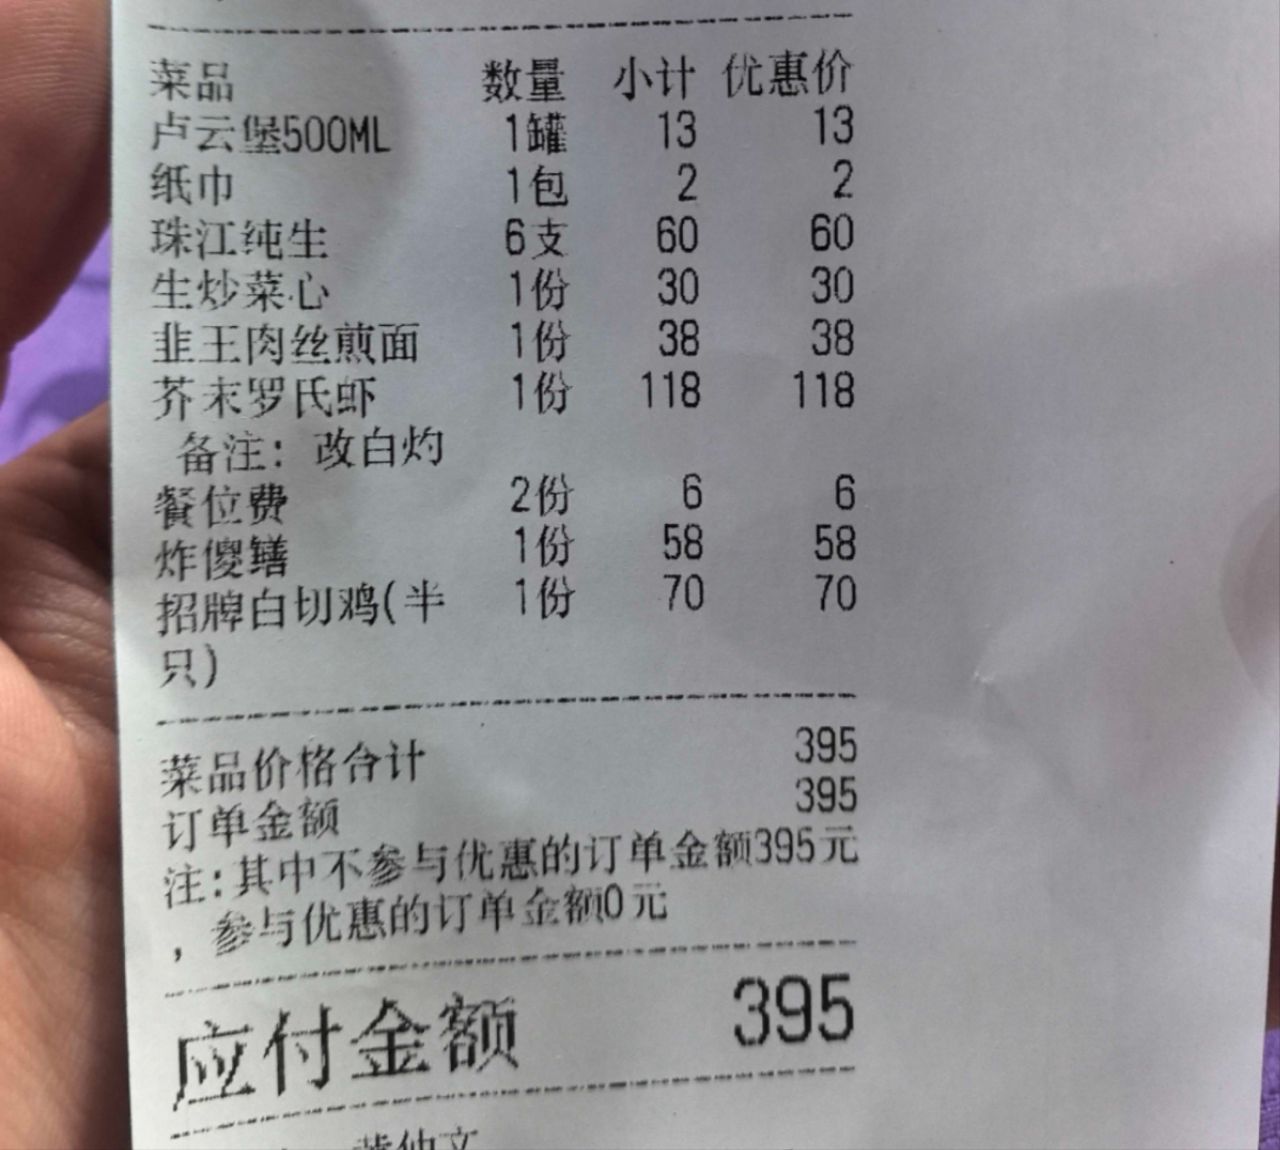 菜品 数量 小计 优惠价
卢云堡500ML 1罐 13 13
纸巾 1包 2 2
珠江纯生 6支 60 60
生炒菜心 1份 30 30
韭王肉丝煎面 1份 38 38
芥末罗氏虾 1份 118 118
备注: 改白灼
餐位费 2份 6 6
炸傻鳝 1份 58 58
招牌白切鸡(半 1份 70 70
只)
菜品价格合计 395
订单金额 395
注:其中不参与优惠的订单金额395元
,参与优惠的订单金额0元
应付金额 395